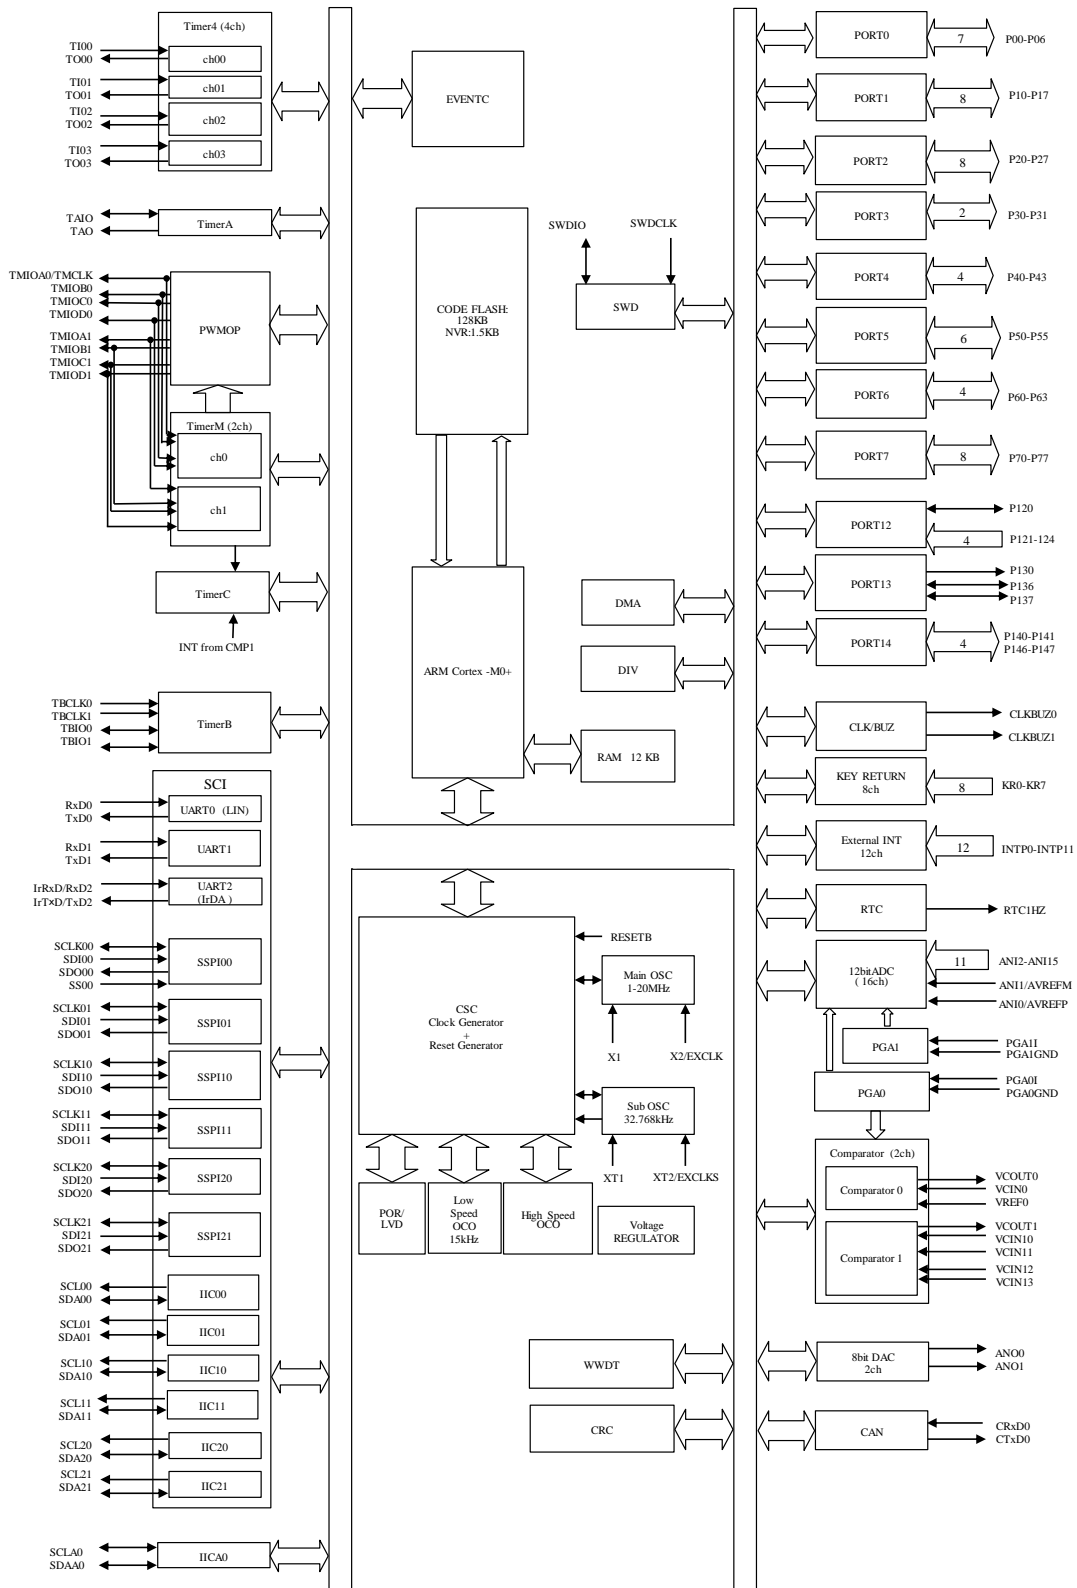 Timer4 (4ch)
TI00
TO00
ch00
TI01
TO01
ch01
TI02
TO02
ch02
TI03
TO03
ch03
TAIO
TAO
TimerA
TMIOA0/TMCLK
TMIOB0
TMIOC0
TMIOD0
TMIOA1
TMIOB1
TMIOC1
TMIOD1
PWMOP
TimerM (2ch)
ch0
ch1
TimerC
INT from CMP1
TBCLK0
TBCLK1
TBIO0
TBIO1
TimerB
SCI
RxD0
TxD0
UART0 (LIN)
RxD1
TxD1
UART1
IrRxD/RxD2
IrT×D/TxD2
UART2
(IrDA )
SCLK00
SDI00
SDO00
SS00
SSPI00
SCLK01
SDI01
SDO01
SSPI01
SCLK10
SDI10
SDO10
SSPI10
SCLK11
SDI11
SDO11
SSPI11
SCLK20
SDI20
SDO20
SSPI20
SCLK21
SDI21
SDO21
SSPI21
SCL00
SDA00
IIC00
SCL01
SDA01
IIC01
SCL10
SDA10
IIC10
SCL11
SDA11
IIC11
SCL20
SDA20
IIC20
SCL21
SDA21
IIC21
SCLA0
SDAA0
IICA0
EVENTC
CODE FLASH:
128KB
NVR:1.5KB
SWDIO
SWDCLK
SWD
ARM Cortex -M0+
DMA
DIV
RAM 12 KB
CSC
Clock Generator
+
Reset Generator
RESETB
Main OSC
1-20MHz
X1
X2/EXCLK
Sub OSC
32.768kHz
XT1
XT2/EXCLKS
POR/
LVD
Low
Speed
OCO
15kHz
High Speed
OCO
Voltage
REGULATOR
WWDT
CRC
PORT0
7
P00-P06
PORT1
8
P10-P17
PORT2
8
P20-P27
PORT3
2
P30-P31
PORT4
4
P40-P43
PORT5
6
P50-P55
PORT6
4
P60-P63
PORT7
8
P70-P77
PORT12
P120
4
P121-124
PORT13
P130
P136
P137
PORT14
4
P140-P141
P146-P147
CLK/BUZ
CLKBUZ0
CLKBUZ1
KEY RETURN
8ch
8
KR0-KR7
External INT
12ch
12
INTP0-INTP11
RTC
RTC1HZ
12bitADC
( 16ch)
11
ANI2-ANI15
ANI1/AVREFM
ANI0/AVREFP
PGA1
PGA1I
PGA1GND
PGA0
PGA0I
PGA0GND
Comparator (2ch)
Comparator 0
VCOUT0
VCIN0
VREF0
Comparator 1
VCOUT1
VCIN10
VCIN11
VCIN12
VCIN13
8bit DAC
2ch
ANO0
ANO1
CAN
CRxD0
CTxD0